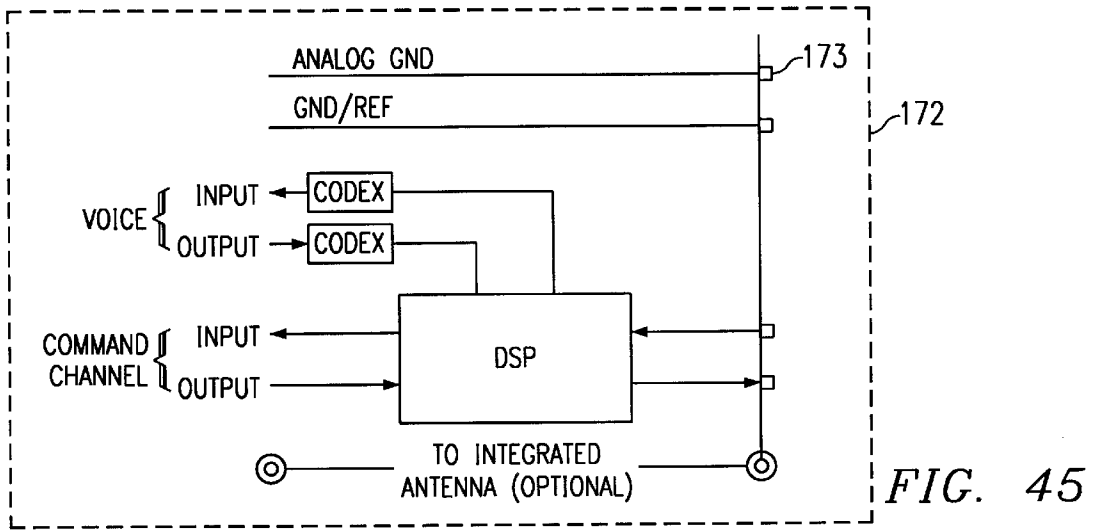 ANALOG GND
173
GND/REF
172
VOICE
INPUT
CODEX
OUTPUT
CODEX
COMMAND
CHANNEL
INPUT
OUTPUT
DSP
TO INTEGRATED
ANTENNA (OPTIONAL)
FIG. 45